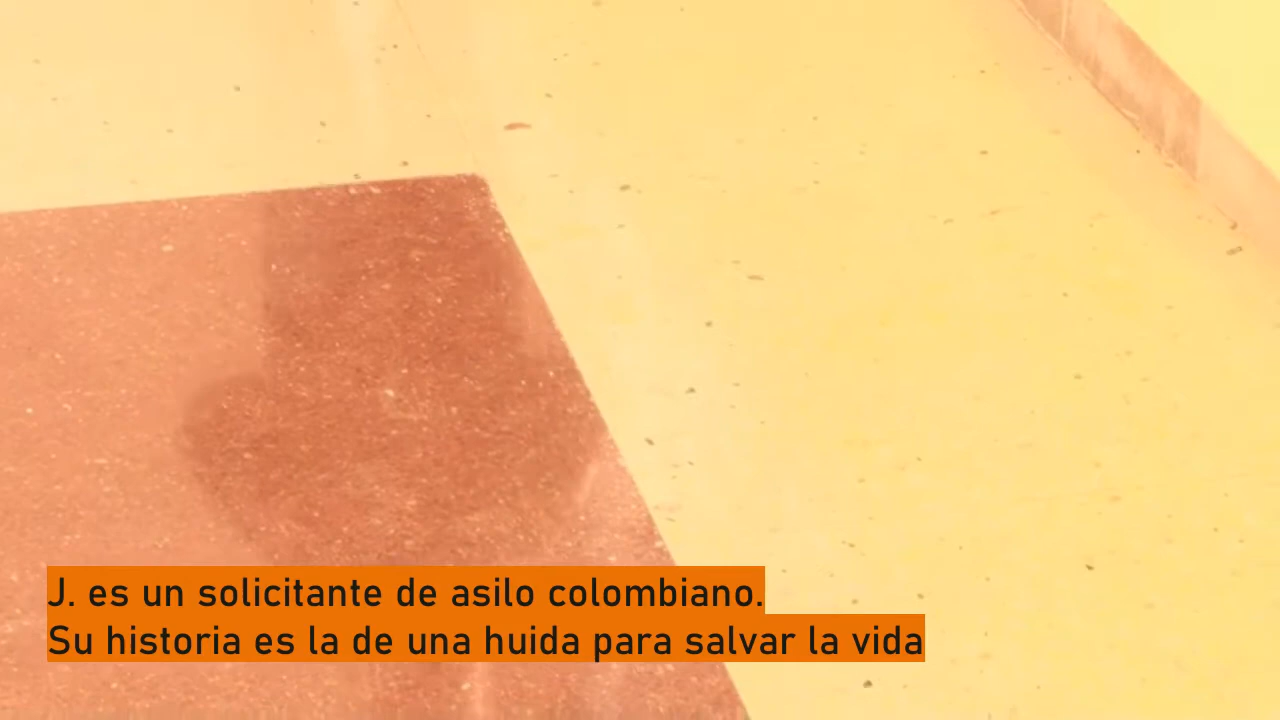 J. es un solicitante de asilo colombiano.
Su historia es la de una huida para salvar la vida